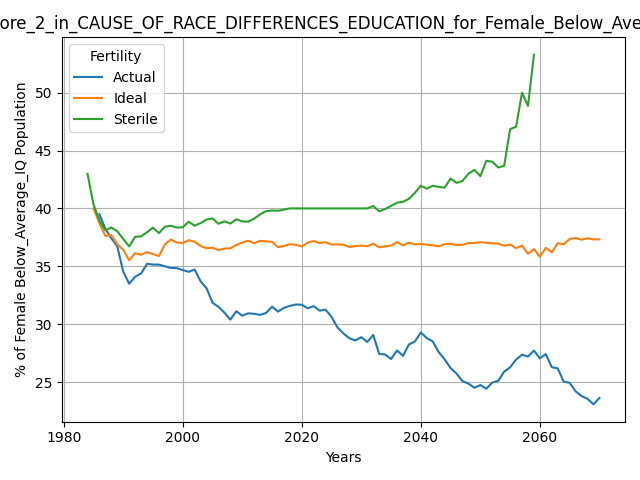 ore_2_in_CAUSE_OF_RACE_DIFFERENCES_EDUCATION_for_Female_Below_Ave
Fertility
Actual
Ideal
Sterile
% of Female Below_Average_IQ Population
50
45
40
35
30
25
1980
2000
2020
2040
2060
Years